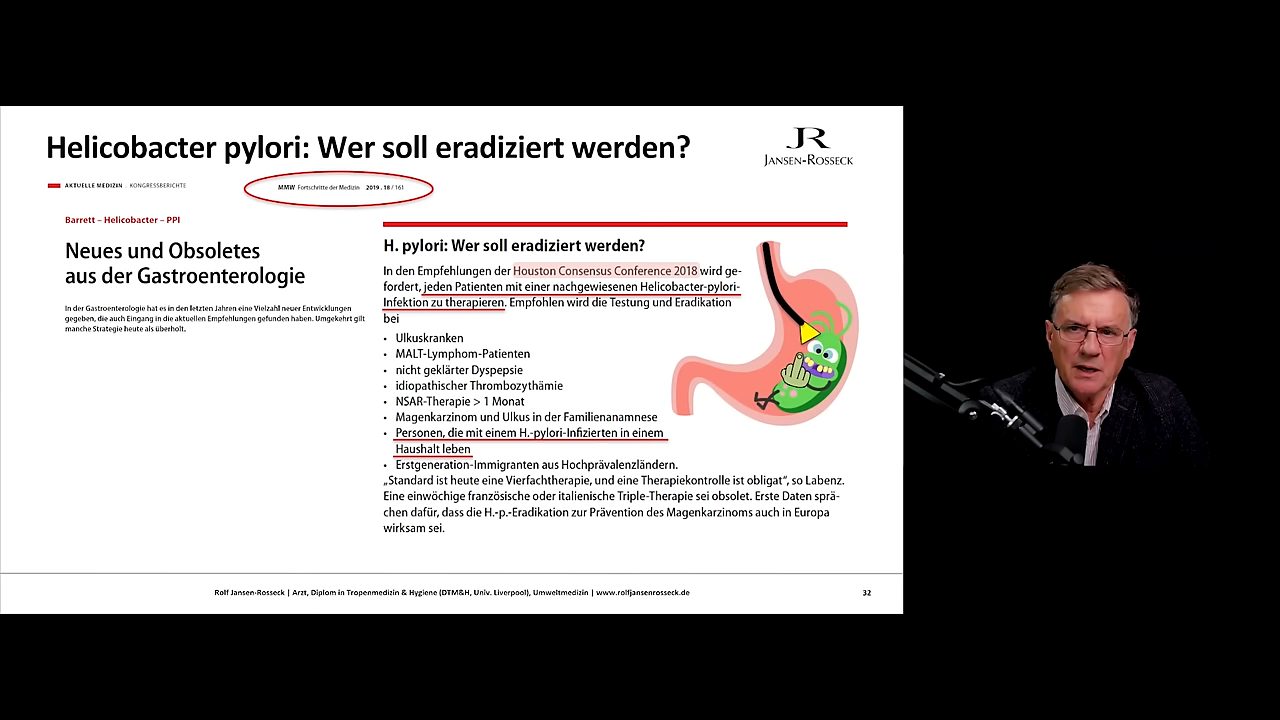 Helicobacter pylori: Wer soll eradiziert werden?
JR
JANSEN-ROSSECK
AKTUELLE MEDIZIN . KONGRESSBERICHTE
MMW Fortschritte der Medizin 2019 . 18 / 161
Barrett – Helicobacter – PPI
Neues und Obsoletes
aus der Gastroenterologie
In der Gastroenterologie hat es in den letzten Jahren eine Vielzahl neuer Entwicklungen
gegeben, die auch Eingang in die aktuellen Empfehlungen gefunden haben. Umgekehrt gilt
manche Strategie heute als überholt.
H. pylori: Wer soll eradiziert werden?
In den Empfehlungen der Houston Consensus Conference 2018 wird ge-
fordert, jeden Patienten mit einer nachgewiesenen Helicobacter-pylori-
Infektion zu therapieren. Empfohlen wird die Testung und Eradikation
bei
• Ulkuskranken
• MALT-Lymphom-Patienten
• nicht geklärter Dyspepsie
• idiopathischer Thrombozythämie
• NSAR-Therapie > 1 Monat
• Magenkarzinom und Ulkus in der Familienanamnese
• Personen, die mit einem H.-pylori-Infizierten in einem
Haushalt leben
• Erstgeneration-Immigranten aus Hochprävalenzländern.
„Standard ist heute eine Vierfachtherapie, und eine Therapiekontrolle ist obligat“, so Labenz.
Eine einwöchige französische oder italienische Triple-Therapie sei obsolet. Erste Daten sprä-
chen dafür, dass die H.-p.-Eradikation zur Prävention des Magenkarzinoms auch in Europa
wirksam sei.
Rolf Jansen-Rosseck | Arzt, Diplom in Tropenmedizin & Hygiene (DTM&H, Univ. Liverpool), Umweltmedizin | www.rolfjansenrosseck.de
32